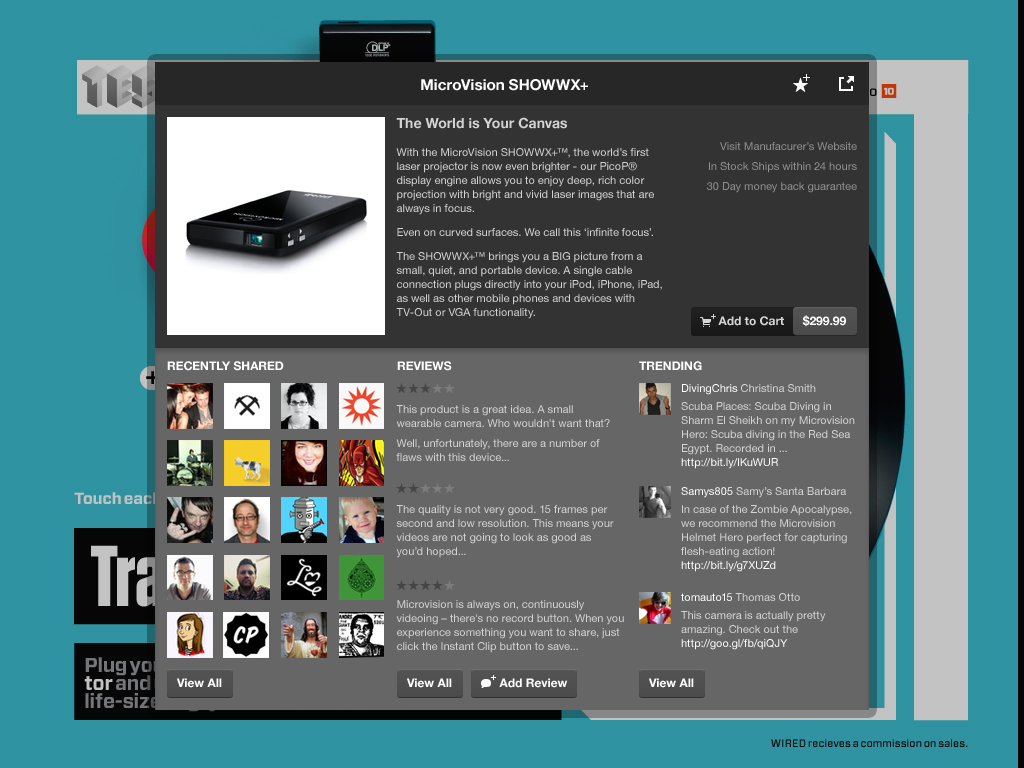 DLP
MicroVision SHOWWX+
TES
10
The World is Your Canvas
With the MicroVision SHOWWX+™, the world's first
laser projector is now even brighter - our PicoP®
display engine allows you to enjoy deep, rich color
projection with bright and vivid laser images that are
always in focus.
Even on curved surfaces. We call this 'infinite focus'.
The SHOWWX+™ brings you a BIG picture from a
small, quiet, and portable device. A single cable
connection plugs directly into your iPod, iPhone, iPad,
as well as other mobile phones and devices with
TV-Out or VGA functionality.
Visit Manufacurer's Website
In Stock Ships within 24 hours
30 Day money back guarantee
Add to Cart $299.99
RECENTLY SHARED
CP
REVIEWS
This product is a great idea. A small
wearable camera. Who wouldn't want that?
Well, unfortunately, there are a number of
flaws with this device...
The quality is not very good. 15 frames per
second and low resolution. This means your
videos are not going to look as good as
you'd hoped...
Microvision is always on, continuously
videoing – there's no record button. When you
experience something you want to share, just
click the Instant Clip button to save...
TRENDING
DivingChris Christina Smith
Scuba Places: Scuba Diving in
Sharm El Sheikh on my Microvision
Hero: Scuba diving in the Red Sea
Egypt. Recorded in ...
http://bit.ly/IKuWUR
Samys805 Samy's Santa Barbara
In case of the Zombie Apocalypse,
we recommend the Microvision
Helmet Hero perfect for capturing
flesh-eating action!
http://bit.ly/g7XUZd
tomauto15 Thomas Otto
This camera is actually pretty
amazing. Check out the
http://goo.gl/fb/qiQJY
View All
View All
Add Review
View All
Touch eac
Tra
Plug yo
tor and
life-size
WIRED recieves a commission on sales.